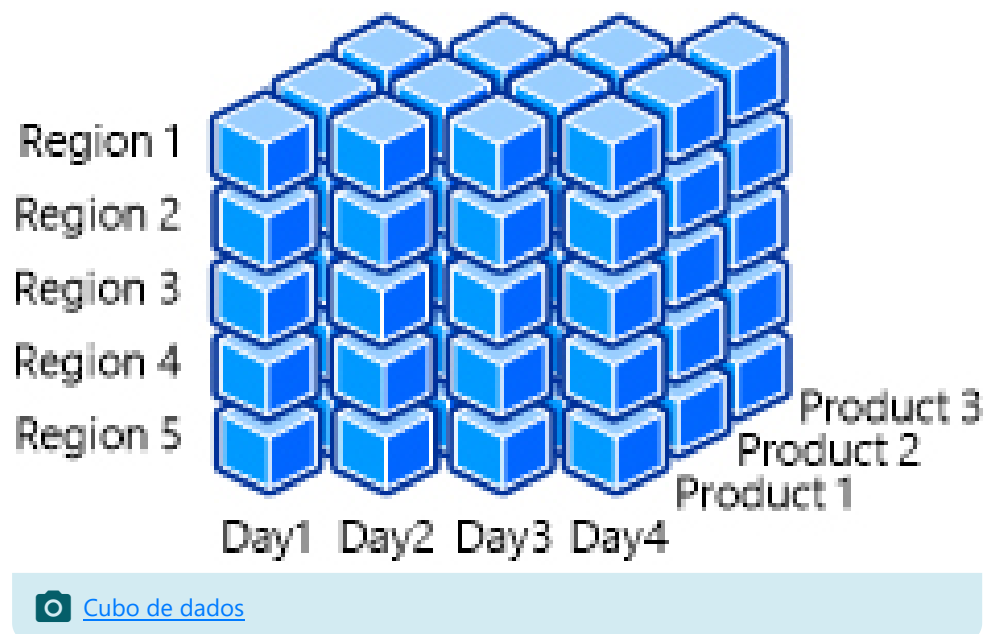 Region 1
Region 2
Region 3
Region 4
Region 5
Product 3
Product 2
Product 1
Day1 Day2 Day3 Day4
Cubo de dados